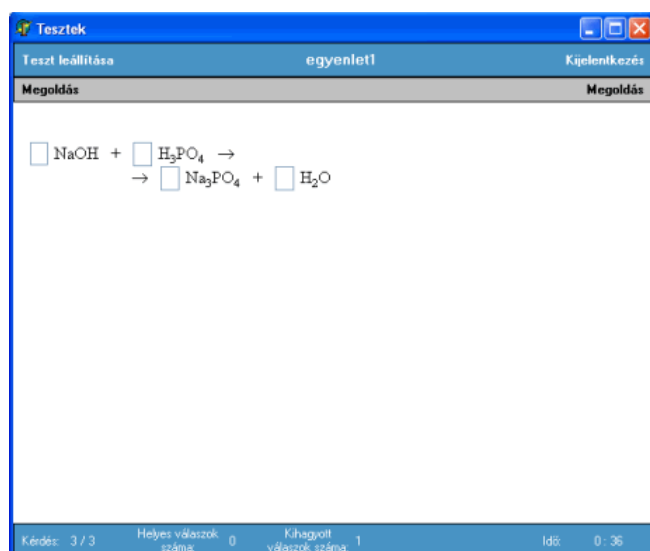 Tesztek
Teszt leállítása egyenlet1 Kijelentkezés
Megoldás Megoldás
NaOH + H₃PO₄ →
→ Na₃PO₄ + H₂O
Kérdés: 3 / 3 Helyes válaszok száma: 0 Kihagyott válaszok száma: 1 Idő: 0 : 36